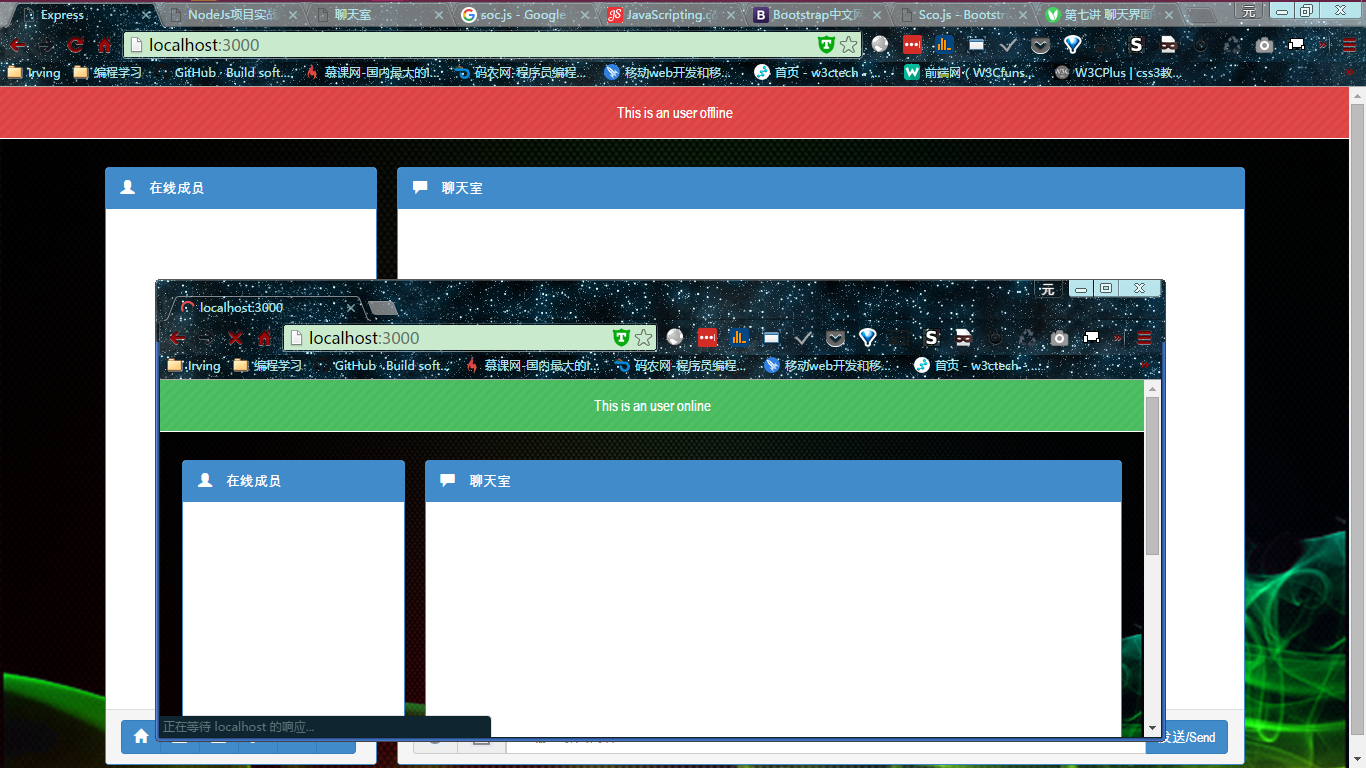 Express
NodeJs项目实战
聊天室
soc.js - Google
JavaScripting.c
Bootstrap中文网
Sco.js - Bootstr
第七讲 聊天界面
元
localhost:3000
Irving
编程学习
GitHub · Build soft...
慕课网-国内最大的I...
码农网-程序员编程...
移动web开发和移...
首页 - w3ctech - ...
前端网 ( W3Cfuns...
W3CPlus | css3教...
This is an user offline
在线成员
聊天室
元
localhost:3000
localhost:3000
Irving
编程学习
GitHub · Build soft...
慕课网-国内最大的I...
码农网-程序员编程...
移动web开发和移...
首页 - w3ctech - ...
This is an user online
在线成员
聊天室
正在等待 localhost 的响应...
发送/Send